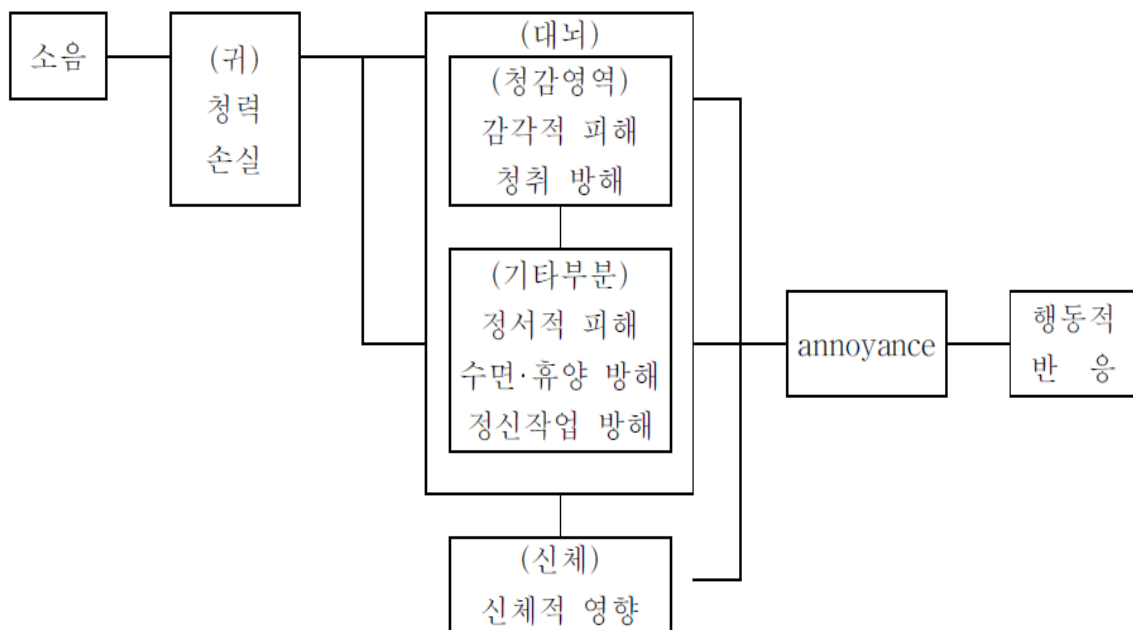 소음
(귀)
청력
손실
(대뇌)
(청감영역)
감각적 피해
청취 방해
(기타부분)
정서적 피해
수면·휴양 방해
정신작업 방해
(신체)
신체적 영향
annoyance
행동적
반 응